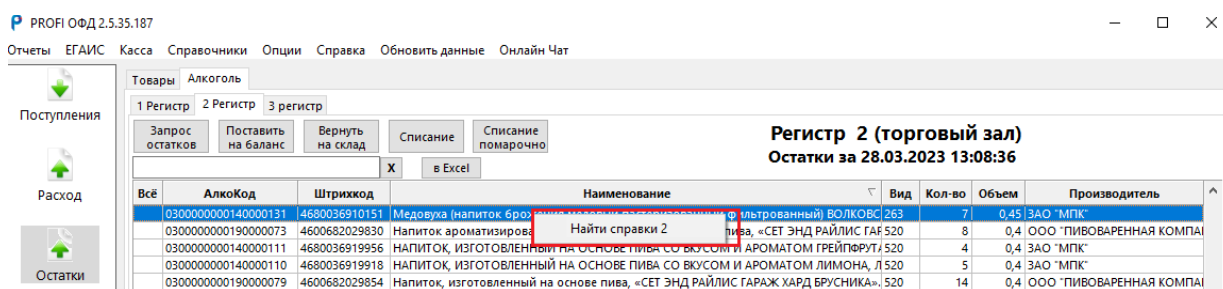 PROFI ОФД 2.5.35.187
Отчеты ЕГАИС Касса Справочники Опции Справка Обновить данные Онлайн Чат
Товары Алкоголь
1 Регистр 2 Регистр 3 регистр
Поступления
Запрос остатков Поставить на баланс Вернуть на склад Списание Списание помарочно
Регистр 2 (торговый зал)
Остатки за 28.03.2023 13:08:36
X в Excel
Расход
Всё АлкоКод Штрихкод Наименование Вид Кол-во Объем Производитель
0300000000140000131 4680036910151 Медовуха (напиток фильтрованный) ВОЛКОВС 263 7 0,45 ЗАО "МПК"
Найти справки 2
0300000000190000073 4600682029830 Напиток ароматизиров пива, «СЕТ ЭНД РАЙЛИС ГАР 520 8 0,4 ООО "ПИВОВАРЕННАЯ КОМПА
0300000000140000111 4680036919956 НАПИТОК, ИЗГОТОВЛЕННЫЙ НА ОСНОВЕ ПИВА СО ВКУСОМ И АРОМАТОМ ГРЕЙПФРУТ 520 4 0,4 ЗАО "МПК"
0300000000140000110 4680036919918 НАПИТОК, ИЗГОТОВЛЕННЫЙ НА ОСНОВЕ ПИВА СО ВКУСОМ И АРОМАТОМ ЛИМОНА, Л 520 5 0,4 ЗАО "МПК"
0300000000190000079 4600682029854 Напиток, изготовленный на основе пива, «СЕТ ЭНД РАЙЛИС ГАРАЖ ХАРД БРУСНИКА». 520 14 0,4 ООО "ПИВОВАРЕННАЯ КОМПА
Остатки